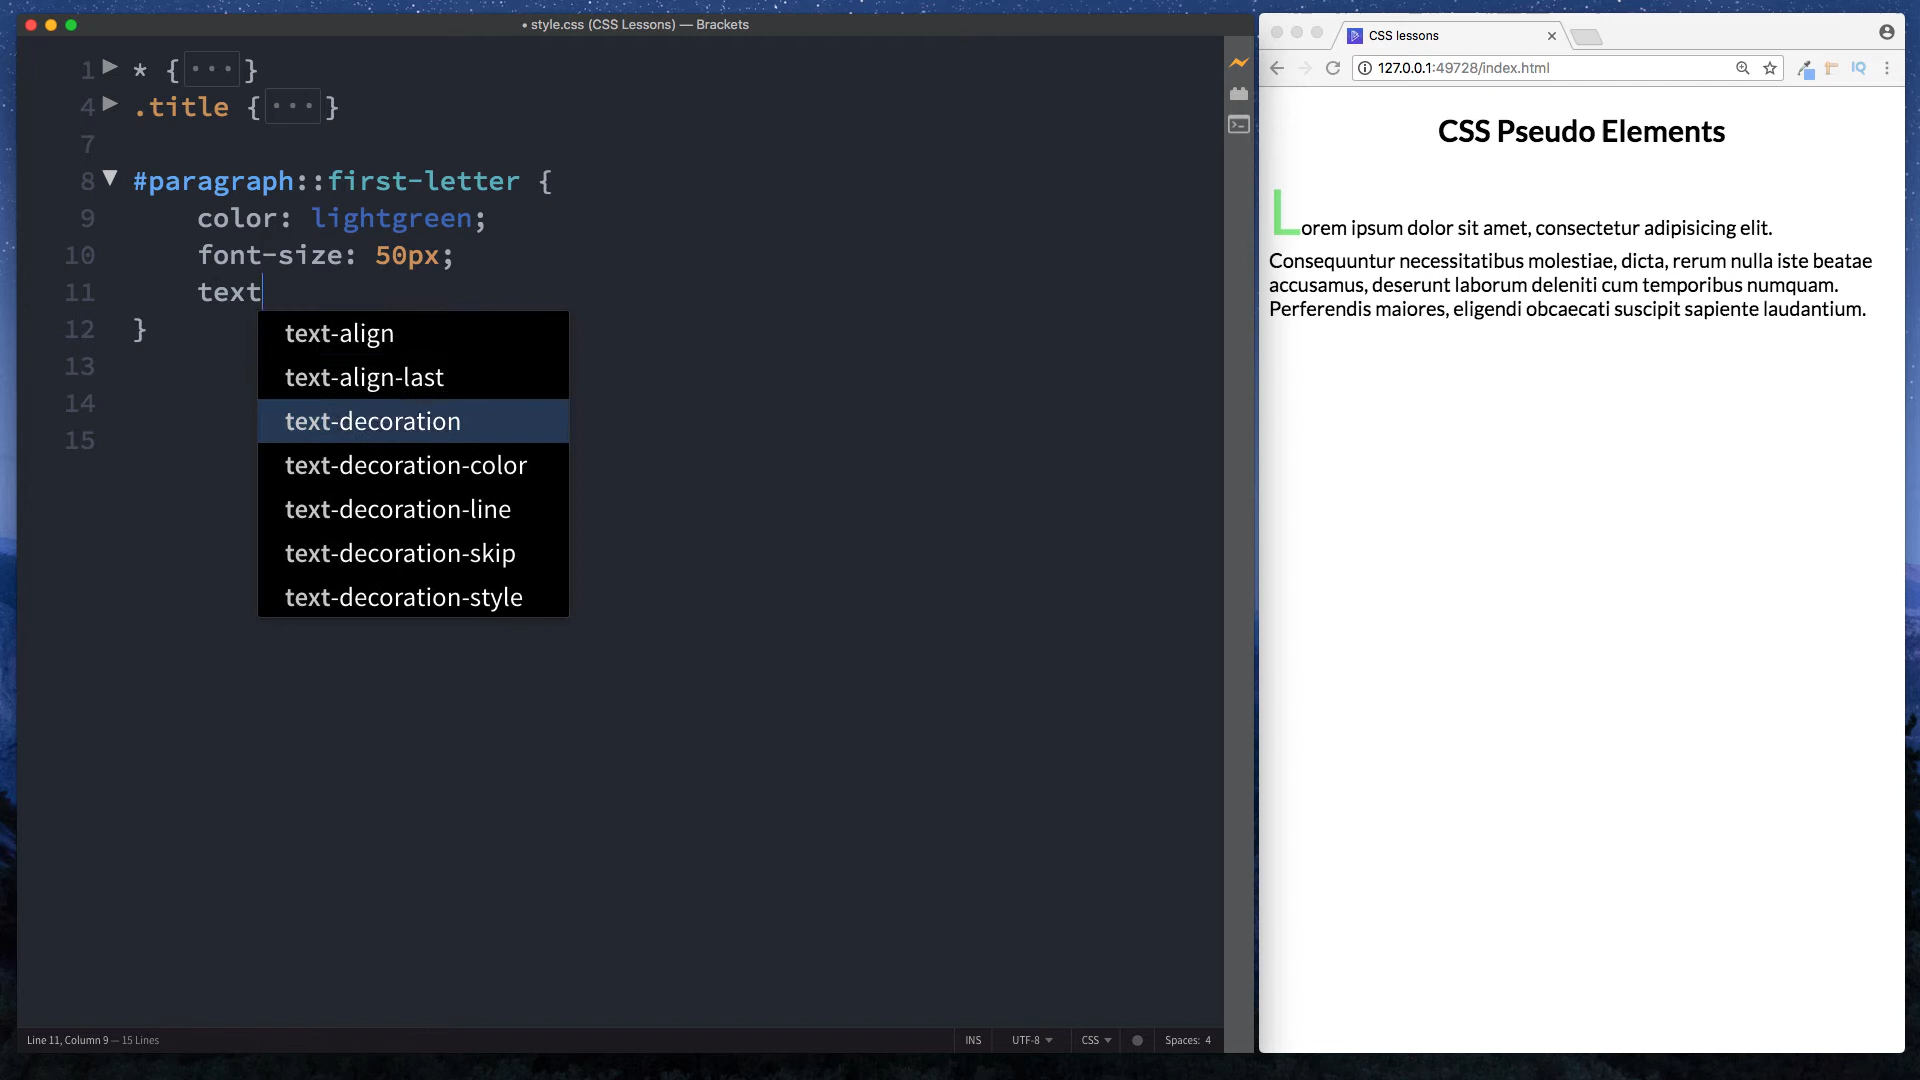 • style.css (CSS Lessons) — Brackets
1 * {···}
4 .title {···}
7
8 #paragraph::first-letter {
9 color: lightgreen;
10 font-size: 50px;
11 text
12 }
13
14
15
text-align
text-align-last
text-decoration
text-decoration-color
text-decoration-line
text-decoration-skip
text-decoration-style
Line 11, Column 9 — 15 Lines
INS UTF-8 CSS Spaces: 4
CSS lessons
127.0.0.1:49728/index.html
IQ
CSS Pseudo Elements
Lorem ipsum dolor sit amet, consectetur adipisicing elit.
Consequuntur necessitatibus molestiae, dicta, rerum nulla iste beatae
accusamus, deserunt laborum deleniti cum temporibus numquam.
Perferendis maiores, eligendi obcaecati suscipit sapiente laudantium.